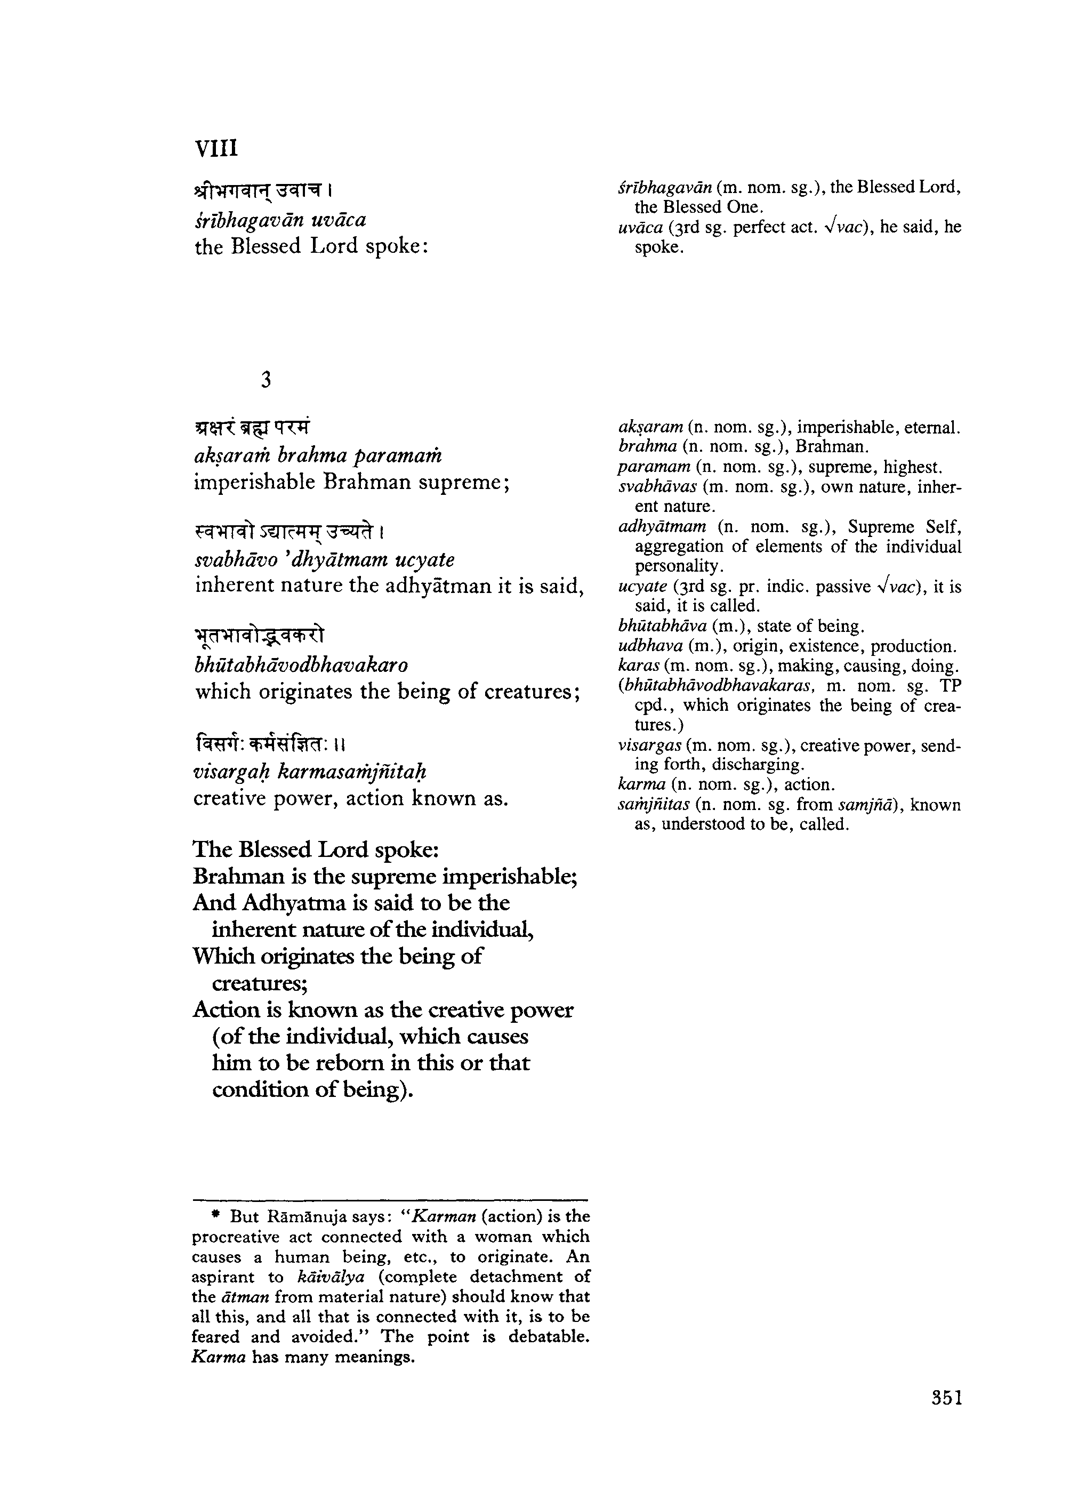 VIII
श्रीभगवान् उवाच ।
śrībhagavān uvāca
the Blessed Lord spoke:
3
अक्षरं ब्रह्म परमं
akṣaraṁ brahma paramaṁ
imperishable Brahman supreme;
स्वभावो ऽध्यात्मम् उच्यते ।
svabhāvo 'dhyātmam ucyate
inherent nature the adhyātman it is said,
भूतभावोद्भवकरो
bhūtabhāvodbhavakaro
which originates the being of creatures;
विसर्गः कर्मसंज्ञितः ॥
visargaḥ karmasaṁjñitaḥ
creative power, action known as.
The Blessed Lord spoke:
Brahman is the supreme imperishable;
And Adhyatma is said to be the
inherent nature of the individual,
Which originates the being of
creatures;
Action is known as the creative power
(of the individual, which causes
him to be reborn in this or that
condition of being).
* But Rāmānuja says: “Karman (action) is the
procreative act connected with a woman which
causes a human being, etc., to originate. An
aspirant to kāivālya (complete detachment of
the ātman from material nature) should know that
all this, and all that is connected with it, is to be
feared and avoided.” The point is debatable.
Karma has many meanings.
śrībhagavān (m. nom. sg.), the Blessed Lord,
the Blessed One.
uvāca (3rd sg. perfect act. √vac), he said, he
spoke.
akṣaram (n. nom. sg.), imperishable, eternal.
brahma (n. nom. sg.), Brahman.
paramam (n. nom. sg.), supreme, highest.
svabhāvas (m. nom. sg.), own nature, inher-
ent nature.
adhyātmam (n. nom. sg.), Supreme Self,
aggregation of elements of the individual
personality.
ucyate (3rd sg. pr. indic. passive √vac), it is
said, it is called.
bhūtabhāva (m.), state of being.
udbhava (m.), origin, existence, production.
karas (m. nom. sg.), making, causing, doing.
(bhūtabhāvodbhavakaras, m. nom. sg. TP
cpd., which originates the being of crea-
tures.)
visargas (m. nom. sg.), creative power, send-
ing forth, discharging.
karma (n. nom. sg.), action.
saṁjñitas (n. nom. sg. from samjñā), known
as, understood to be, called.
351